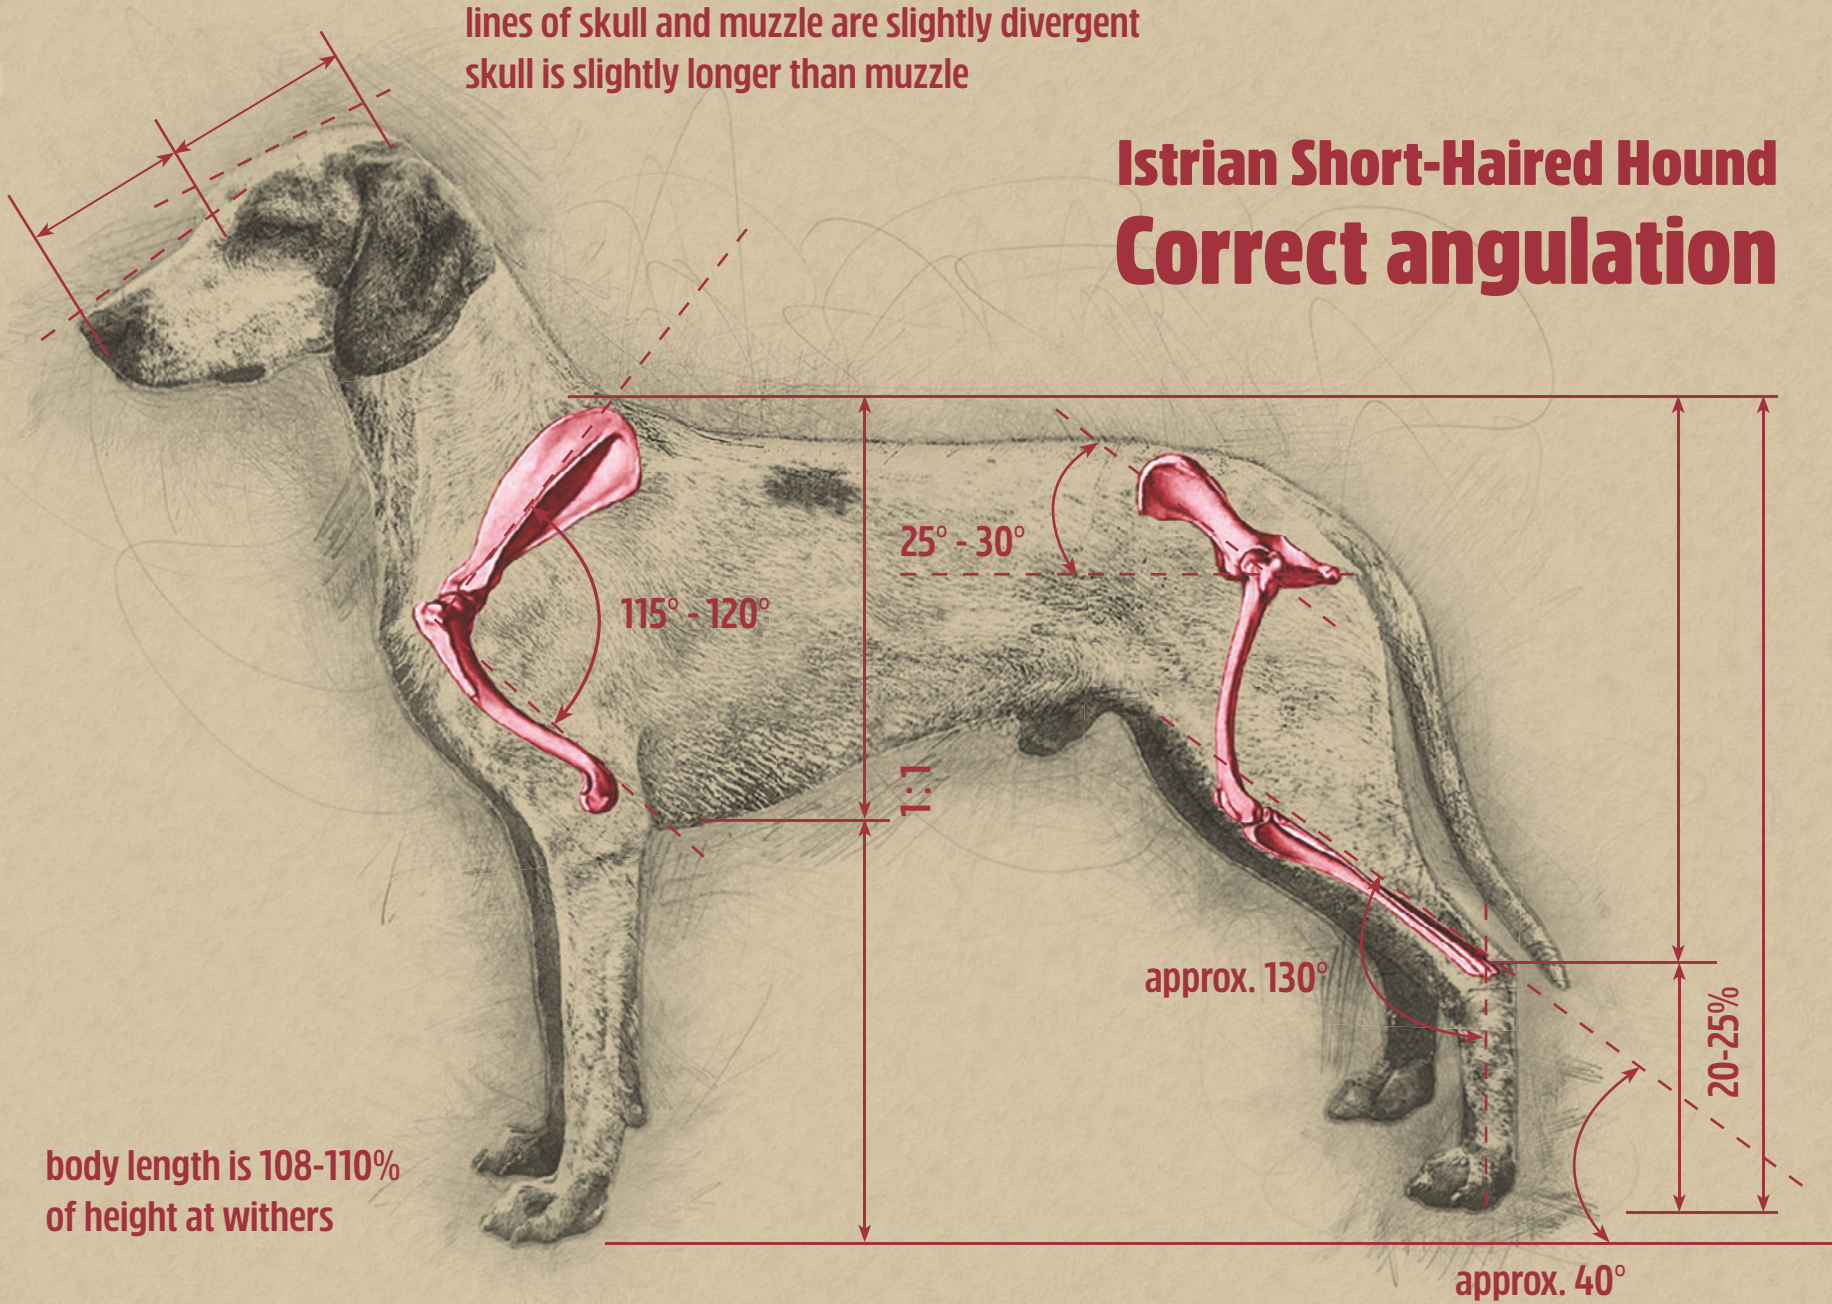 lines of skull and muzzle are slightly divergent
skull is slightly longer than muzzle
Istrian Short-Haired Hound
Correct angulation
25° - 30°
115° - 120°
1:1
approx. 130°
20-25%
body length is 108-110%
of height at withers
approx. 40°